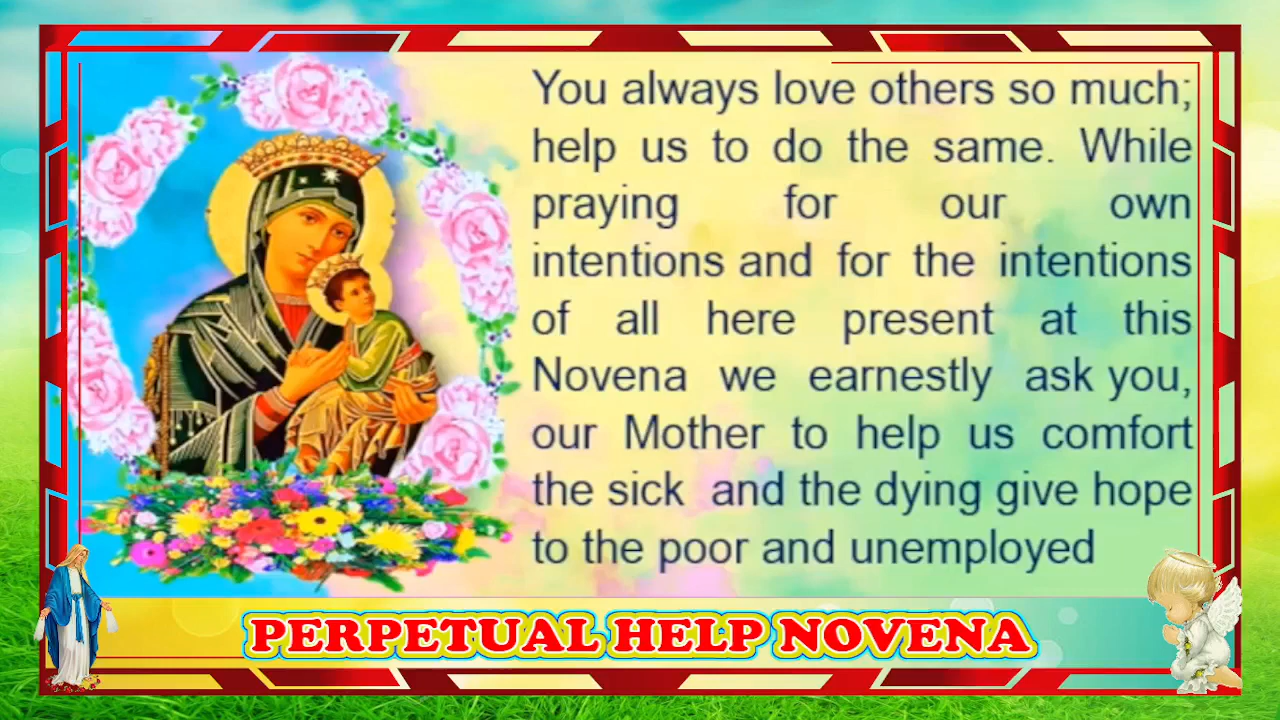 You always love others so much;
help us to do the same. While
praying for our own
intentions and for the intentions
of all here present at this
Novena we earnestly ask you,
our Mother to help us comfort
the sick and the dying give hope
to the poor and unemployed
PERPETUAL HELP NOVENA